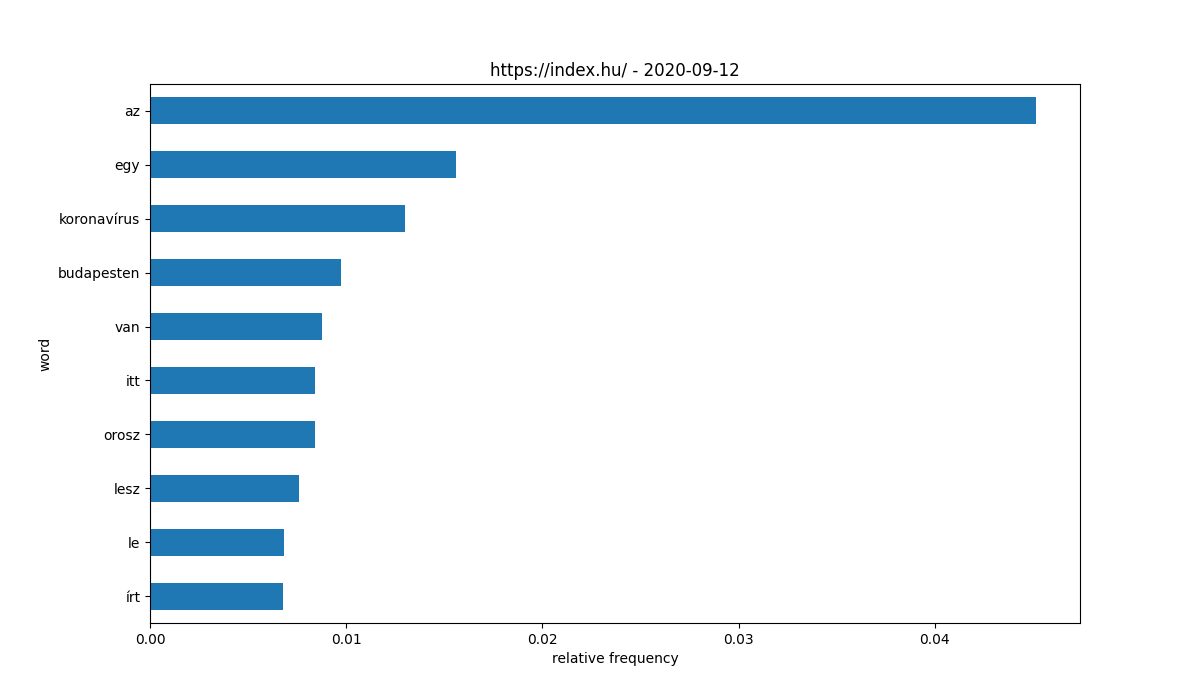 https://index.hu/ - 2020-09-12
az
egy
koronavírus
budapesten
van
itt
orosz
lesz
le
írt
word
0.00 0.01 0.02 0.03 0.04
relative frequency